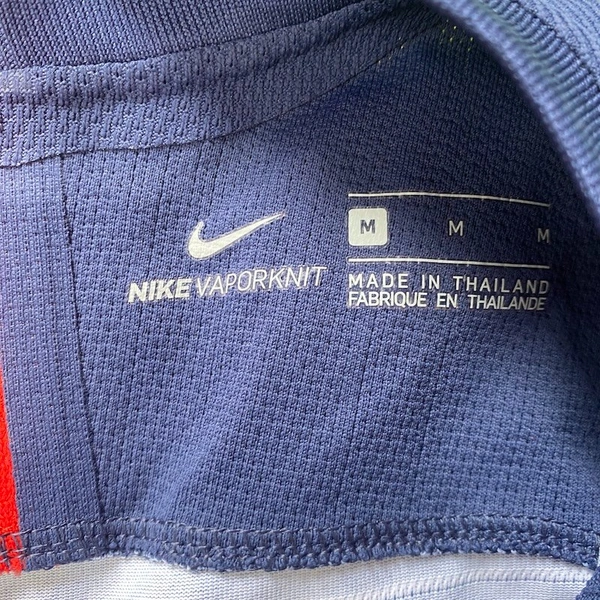 NIKE VAPORKNIT
M M M
MADE IN THAILAND
FABRIQUE EN THAILANDE